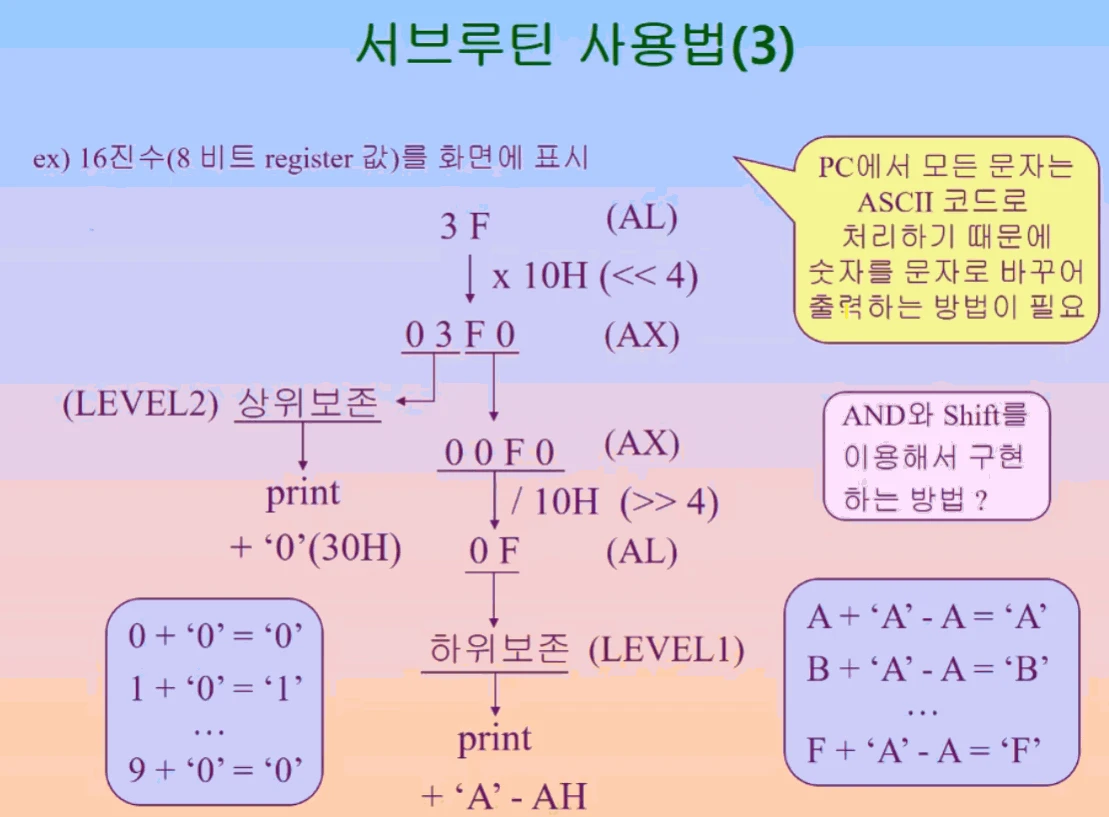 서브루틴 사용법(3)
ex) 16진수(8 비트 register 값)를 화면에 표시
PC에서 모든 문자는
ASCII 코드로
처리하기 때문에
숫자를 문자로 바꾸어
출력하는 방법이 필요
3 F (AL)
x 10H (<< 4)
0 3 F 0 (AX)
(LEVEL2) 상위보존
print
+ ‘0’(30H)
0 0 F 0 (AX)
/ 10H (>> 4)
0 F (AL)
하위보존 (LEVEL1)
print
+ ‘A’ - AH
AND와 Shift를
이용해서 구현
하는 방법 ?
0 + ‘0’ = ‘0’
1 + ‘0’ = ‘1’
…
9 + ‘0’ = ‘0’
A + ‘A’ - A = ‘A’
B + ‘A’ - A = ‘B’
…
F + ‘A’ - A = ‘F’